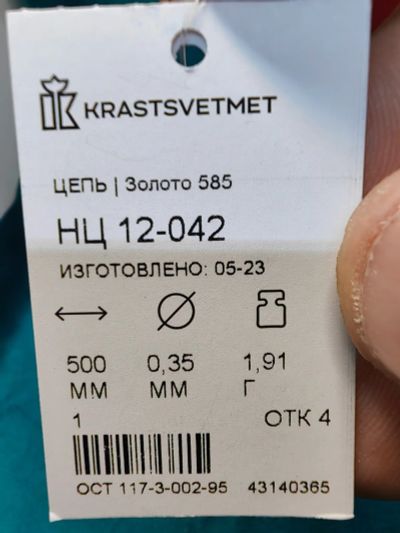 KRASTSVETMET
ЦЕПЬ | Золото 585
НЦ 12-042
ИЗГОТОВЛЕНО: 05-23
500 0,35 1,91
ММ ММ Г
1 ОТК 4
ОСТ 117-3-002-95 43140365